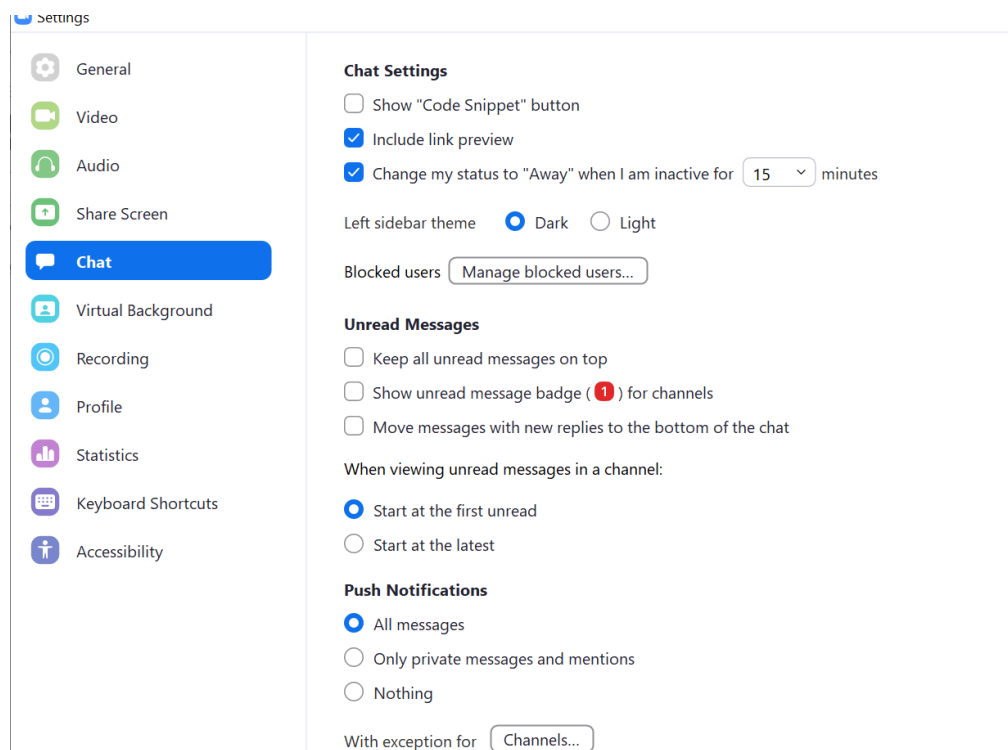 Settings
General
Video
Audio
Share Screen
Chat
Virtual Background
Recording
Profile
Statistics
Keyboard Shortcuts
Accessibility
Chat Settings
Show "Code Snippet" button
Include link preview
Change my status to "Away" when I am inactive for 15 minutes
Left sidebar theme Dark Light
Blocked users Manage blocked users...
Unread Messages
Keep all unread messages on top
Show unread message badge ( 1 ) for channels
Move messages with new replies to the bottom of the chat
When viewing unread messages in a channel:
Start at the first unread
Start at the latest
Push Notifications
All messages
Only private messages and mentions
Nothing
With exception for Channels...